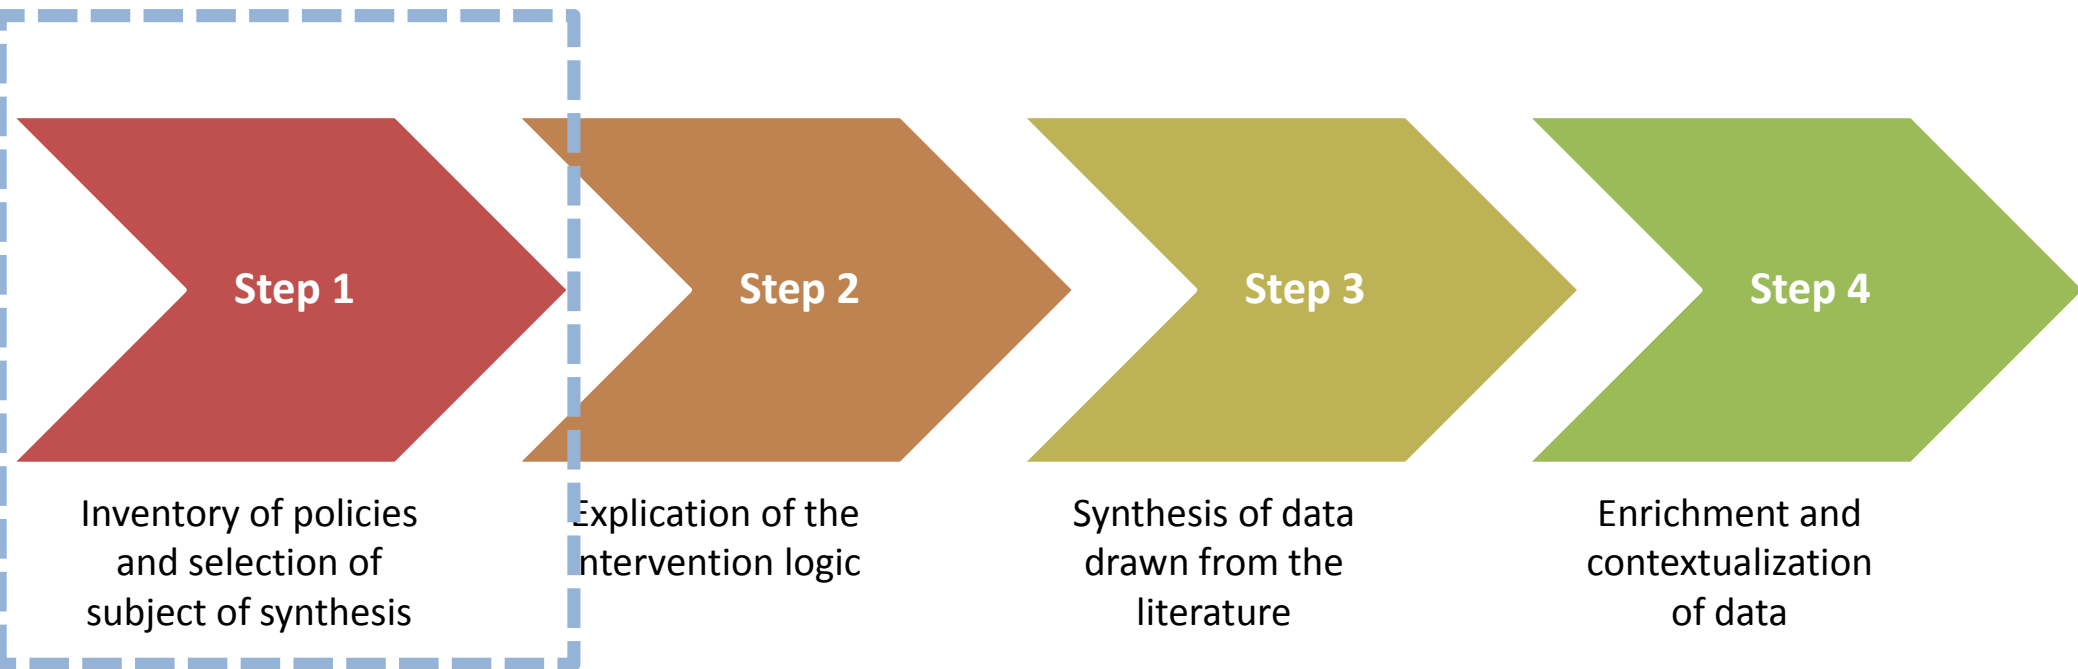 Step 1
Step 2
Step 3
Step 4
Inventory of policies
and selection of
subject of synthesis
Explication of the
intervention logic
Synthesis of data
drawn from the
literature
Enrichment and
contextualization
of data